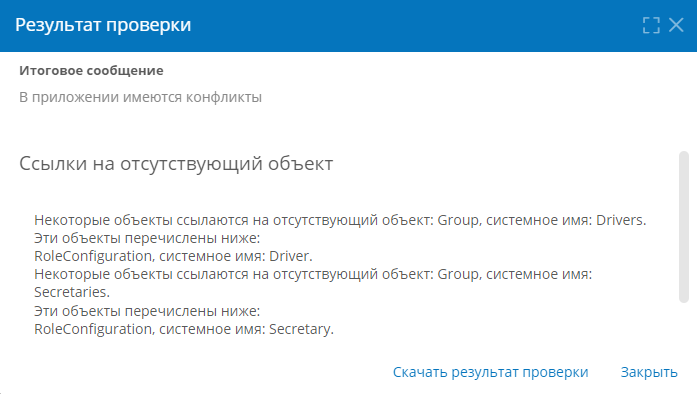 Результат проверки
Итоговое сообщение
В приложении имеются конфликты
Ссылки на отсутствующий объект
Некоторые объекты ссылаются на отсутствующий объект: Group, системное имя: Drivers.
Эти объекты перечислены ниже:
RoleConfiguration, системное имя: Driver.
Некоторые объекты ссылаются на отсутствующий объект: Group, системное имя:
Secretaries.
Эти объекты перечислены ниже:
RoleConfiguration, системное имя: Secretary.
Скачать результат проверки Закрыть